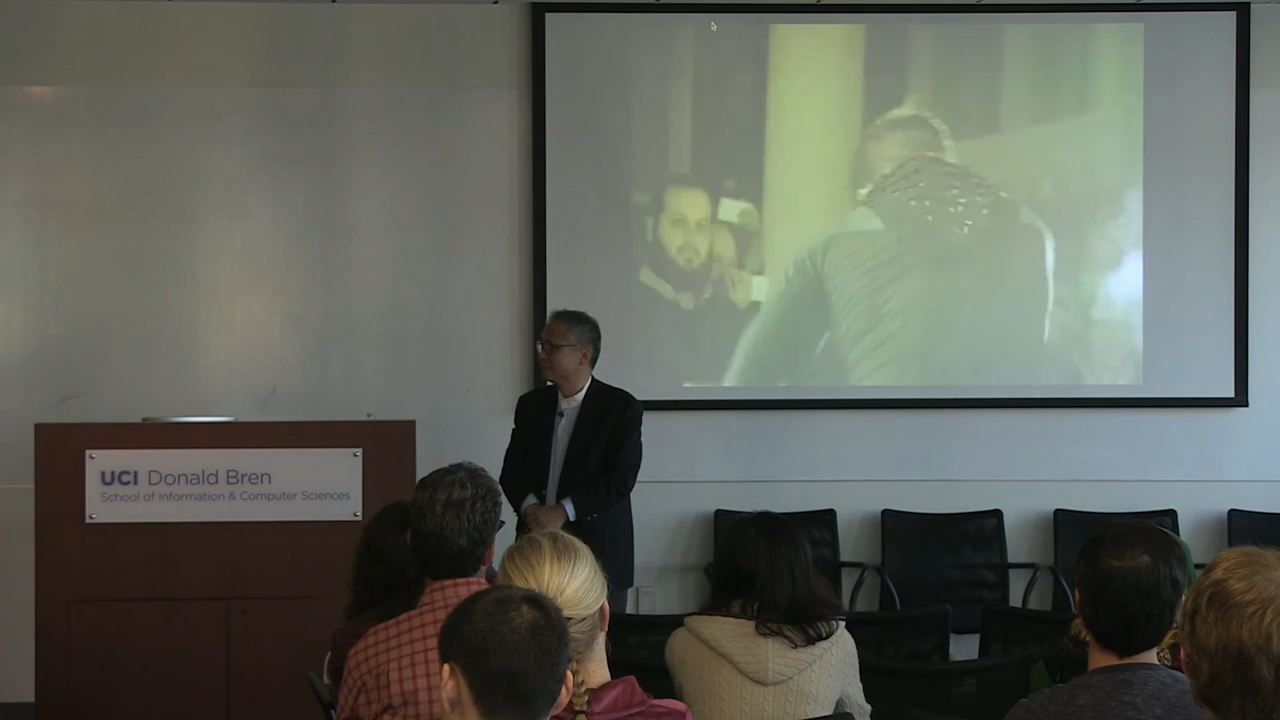 UCI Donald Bren
School of Information & Computer Sciences